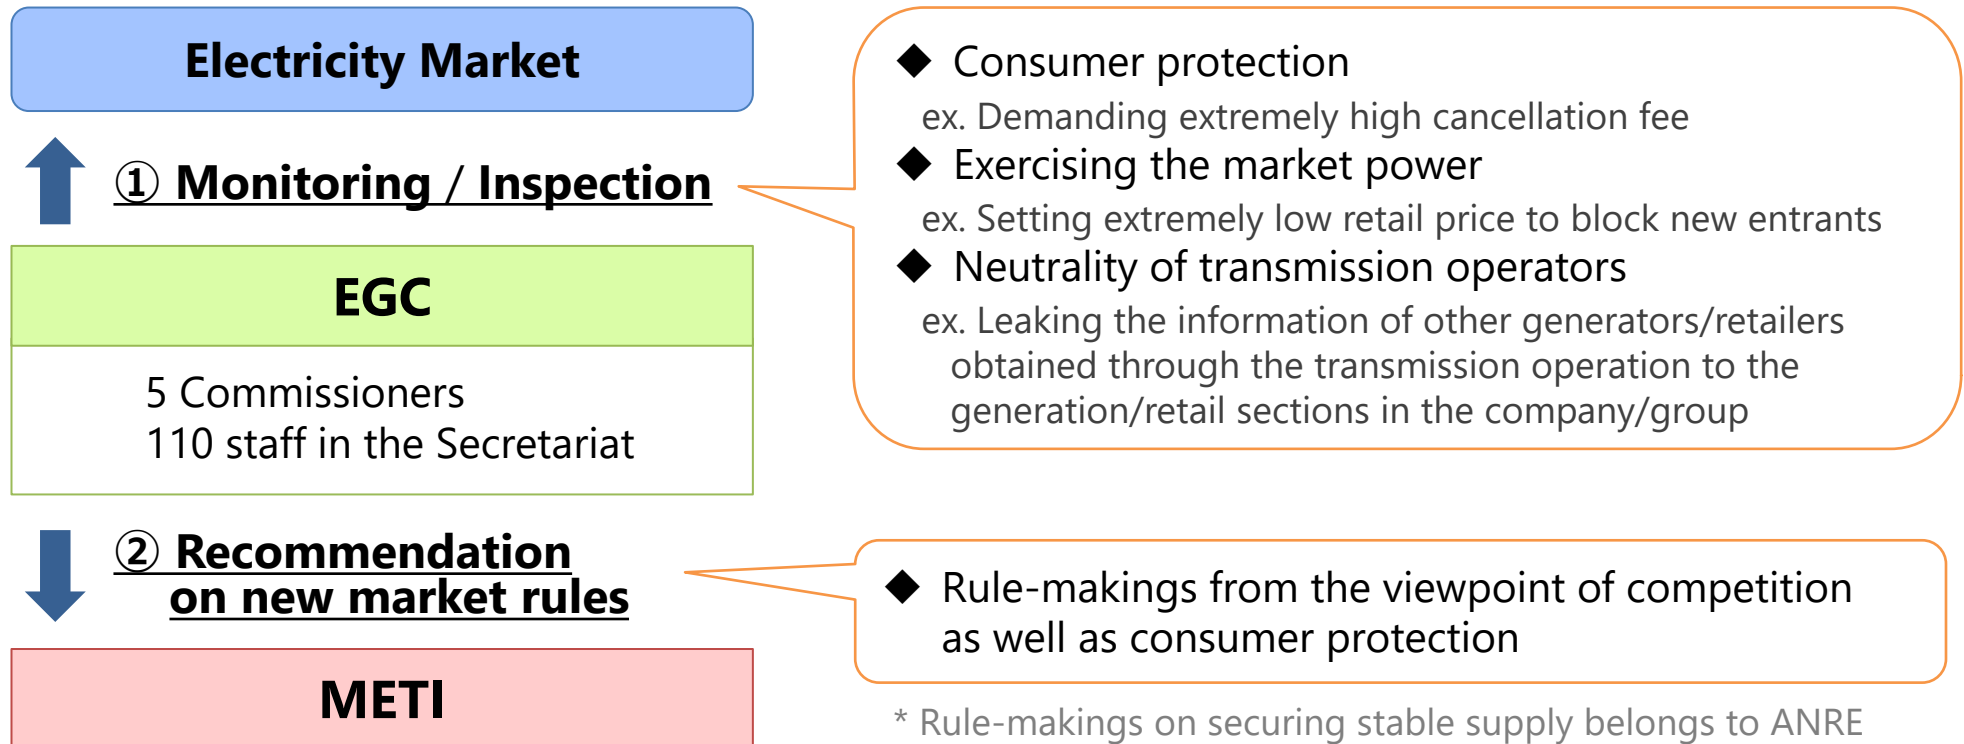 Electricity Market
① Monitoring / Inspection
EGC
5 Commissioners
110 staff in the Secretariat
② Recommendation
on new market rules
METI
◆ Consumer protection
ex. Demanding extremely high cancellation fee
◆ Exercising the market power
ex. Setting extremely low retail price to block new entrants
◆ Neutrality of transmission operators
ex. Leaking the information of other generators/retailers
obtained through the transmission operation to the
generation/retail sections in the company/group
◆ Rule-makings from the viewpoint of competition
as well as consumer protection
* Rule-makings on securing stable supply belongs to ANRE